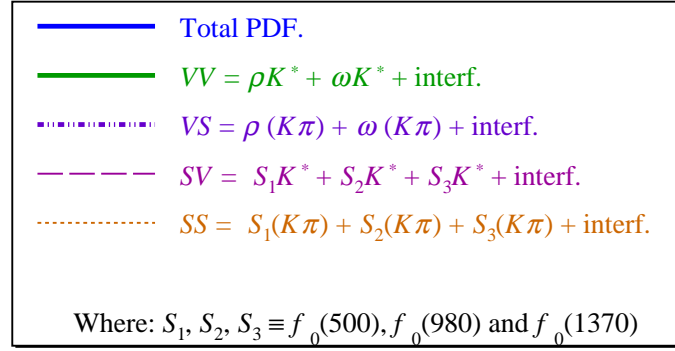 Total PDF.
VV = ρK* + ωK* + interf.
VS = ρ (Kπ) + ω (Kπ) + interf.
SV = S₁K* + S₂K* + S₃K* + interf.
SS = S₁(Kπ) + S₂(Kπ) + S₃(Kπ) + interf.
Where: S₁, S₂, S₃ ≡ f₀(500), f₀(980) and f₀(1370)